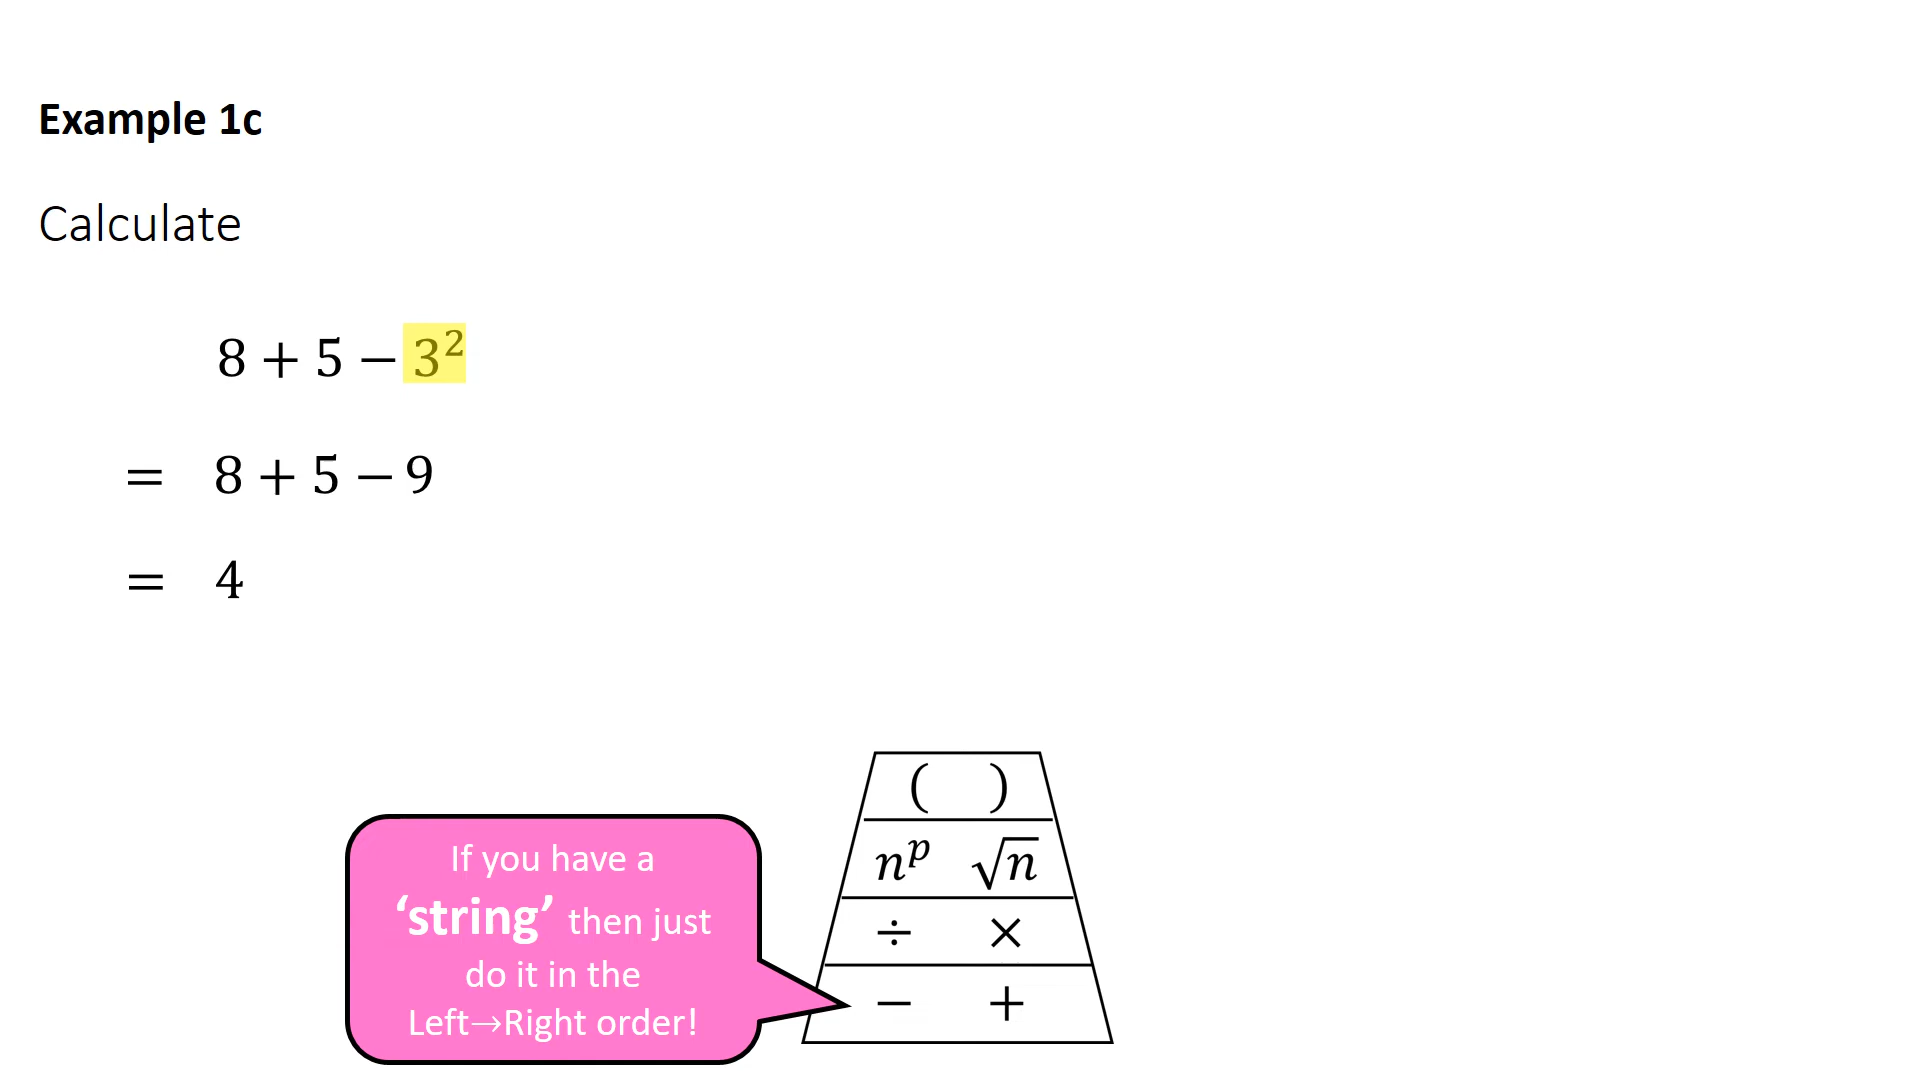 Example 1c
Calculate
8 + 5 − 3²
= 8 + 5 − 9
= 4
( )
nᵖ √n
÷ ×
− +
If you have a
‘string’ then just
do it in the
Left→Right order!